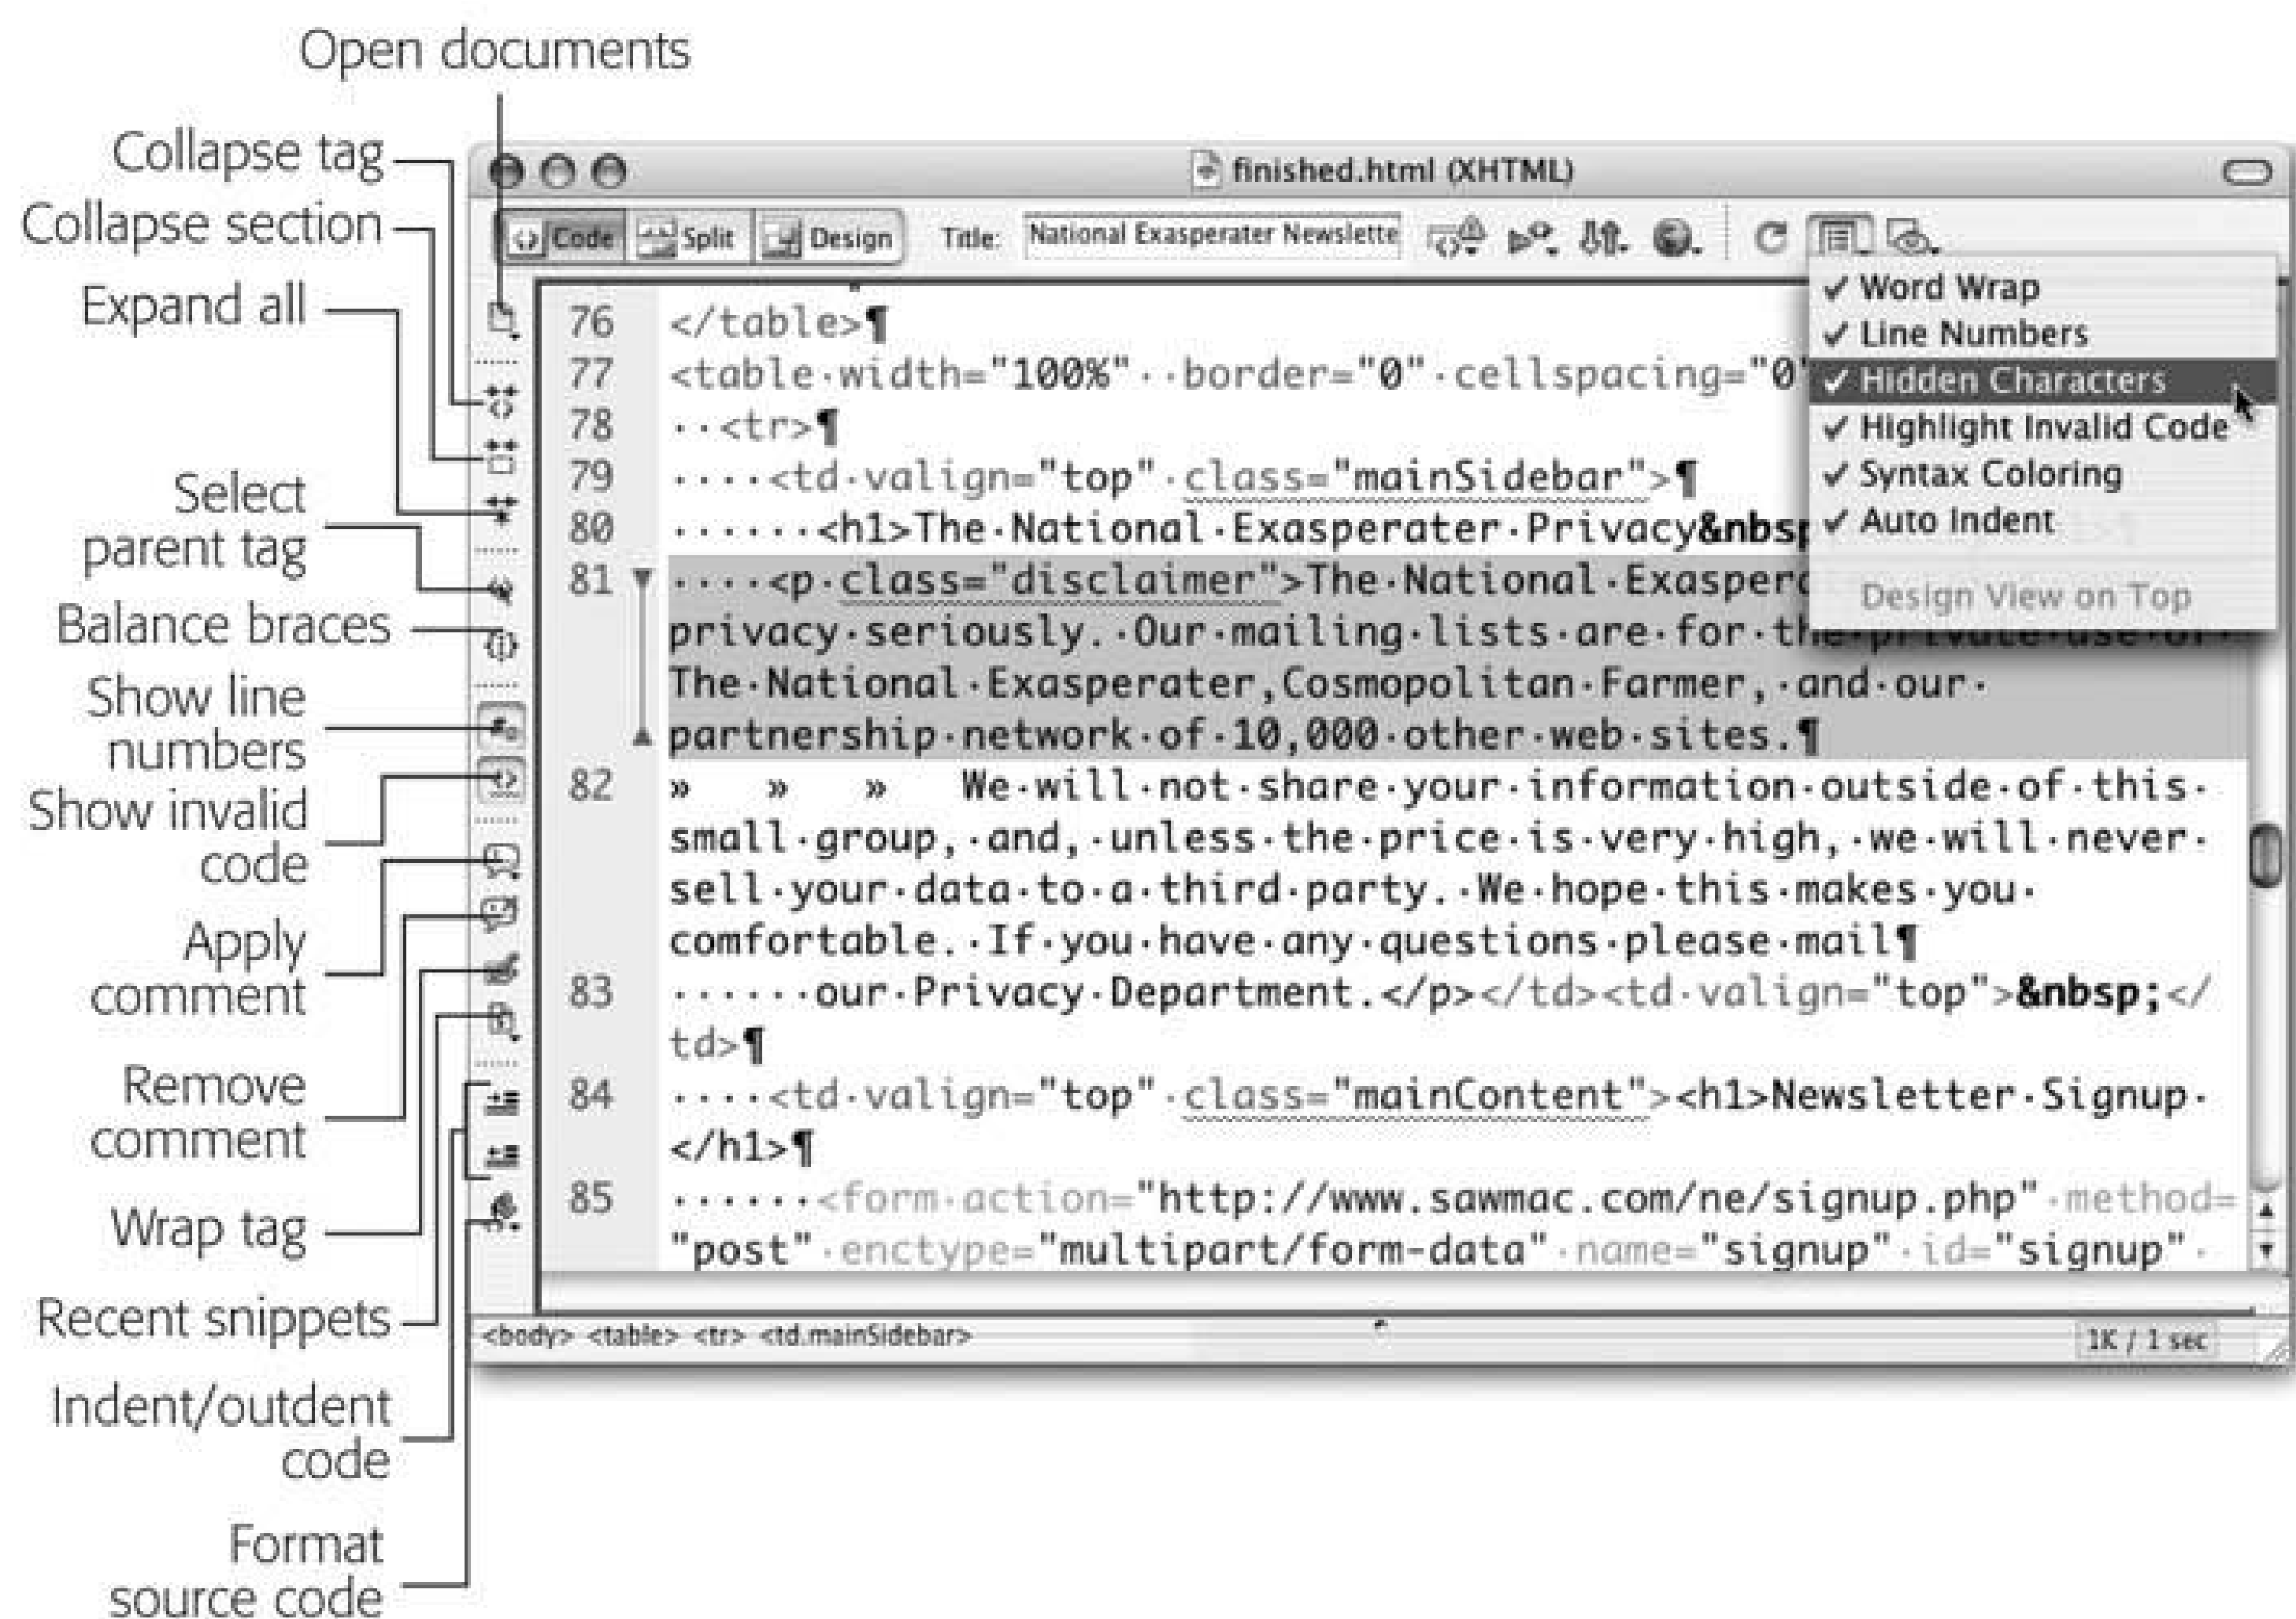 Open documents
Collapse tag
Collapse section
Expand all
Select
parent tag
Balance braces
Show line
numbers
Show invalid
code
Apply
comment
Remove
comment
Wrap tag
Recent snippets
Indent/outdent
code
Format
source code
finished.html (XHTML)
Code Split Design Title: National Exasperater Newslette
Word Wrap
Line Numbers
Hidden Characters
Highlight Invalid Code
Syntax Coloring
Auto Indent
Design View on Top
76 </table>¶
77 <table·width="100%"··border="0"·cellspacing="0"
78 ··<tr>¶
79 ····<td·valign="top"·class="mainSidebar">¶
80 ······<h1>The·National·Exasperater·Privacy&nbsp
81 ····<p·class="disclaimer">The·National·Exaspera
privacy·seriously.·Our·mailing·lists·are·for·the·private·use·of·
The·National·Exasperater,Cosmopolitan·Farmer,·and·our·
partnership·network·of·10,000·other·web·sites.¶
82 » » » We·will·not·share·your·information·outside·of·this·
small·group,·and,·unless·the·price·is·very·high,·we·will·never·
sell·your·data·to·a·third·party.·We·hope·this·makes·you·
comfortable.·If·you·have·any·questions·please·mail¶
83 ······our·Privacy·Department.</p></td><td·valign="top">&nbsp;</
td>¶
84 ····<td·valign="top"·class="mainContent"><h1>Newsletter·Signup·
</h1>¶
85 ······<form·action="http://www.sawmac.com/ne/signup.php"·method=
"post"·enctype="multipart/form-data"·name="signup"·id="signup"·
<body> <table> <tr> <td.mainSidebar>
1K / 1 sec